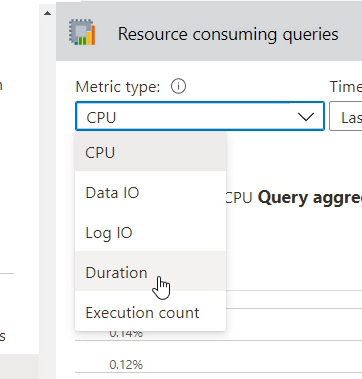 Resource consuming queries
Metric type:
Time
CPU
Las
CPU
Data IO
CPU Query aggre
Log IO
Duration
Execution count
s
0.14%
0.12%